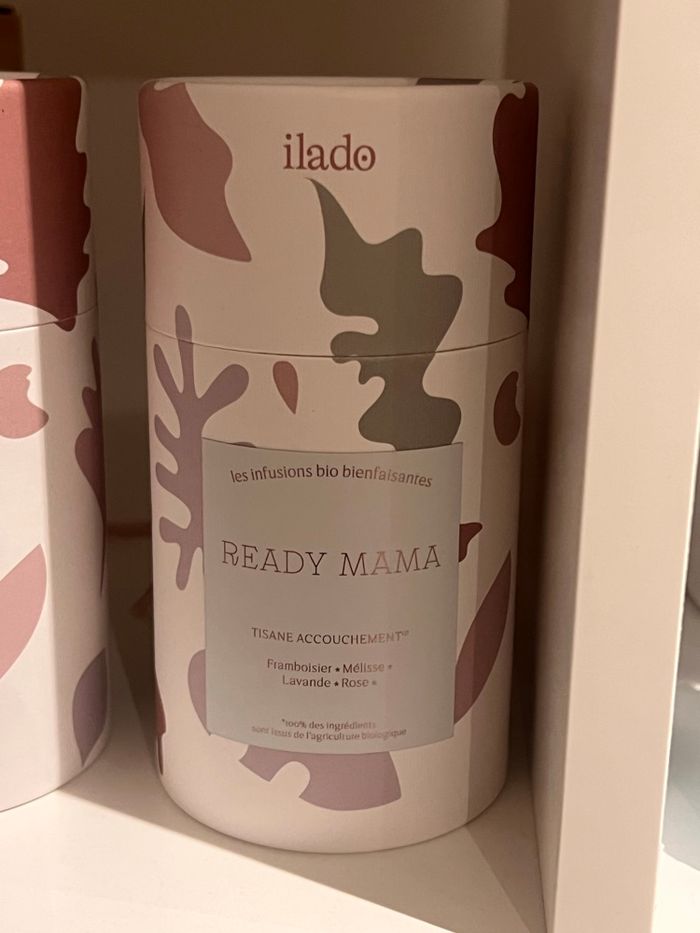 ilado
les infusions bio bienfaisantes
READY MAMA
TISANE ACCOUCHEMENT*
Framboisier ★ Mélisse ★
Lavande ★ Rose ★
*100% des ingrédients
sont issus de l'agriculture biologique